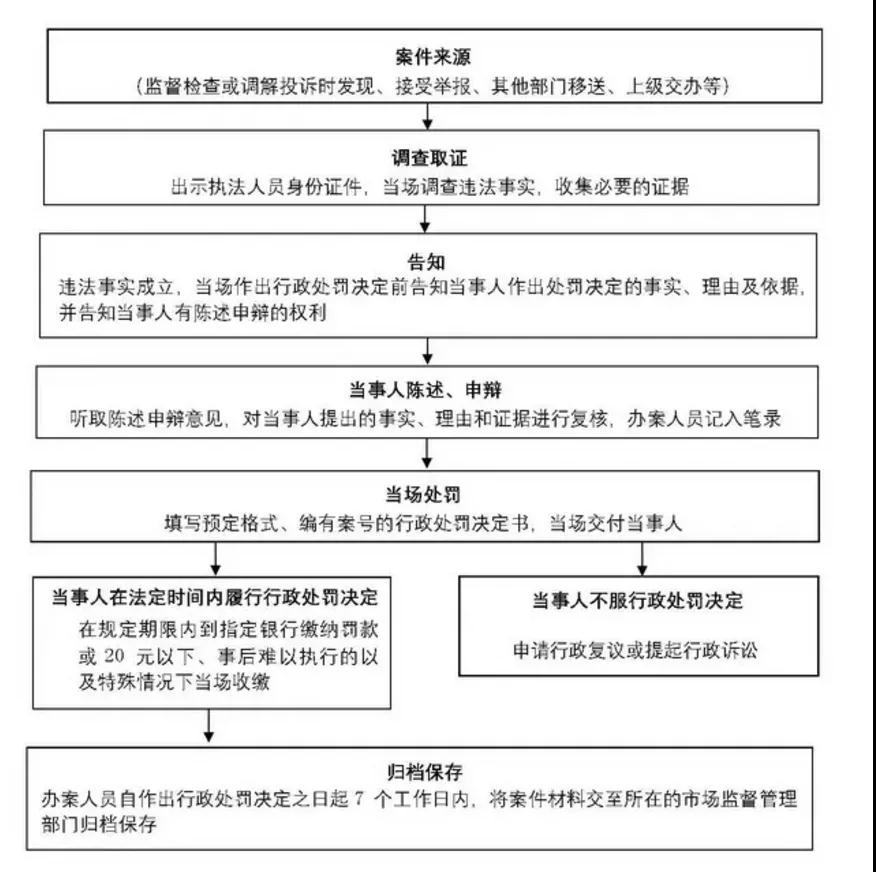 案件来源
（监督检查或调解投诉时发现、接受举报、其他部门移送、上级交办等）
调查取证
出示执法人员身份证件，当场调查违法事实，收集必要的证据
告知
违法事实成立，当场作出行政处罚决定前告知当事人作出处罚决定的事实、理由及依据，
并告知当事人有陈述申辩的权利
当事人陈述、申辩
听取陈述申辩意见，对当事人提出的事实、理由和证据进行复核，办案人员记入笔录
当场处罚
填写预定格式、编有案号的行政处罚决定书，当场交付当事人
当事人在法定时间内履行行政处罚决定
在规定期限内到指定银行缴纳罚款
或 20 元以下、事后难以执行的以
及特殊情况下当场收缴
当事人不服行政处罚决定
申请行政复议或提起行政诉讼
归档保存
办案人员自作出行政处罚决定之日起 7 个工作日内，将案件材料交至所在的市场监督管理
部门归档保存